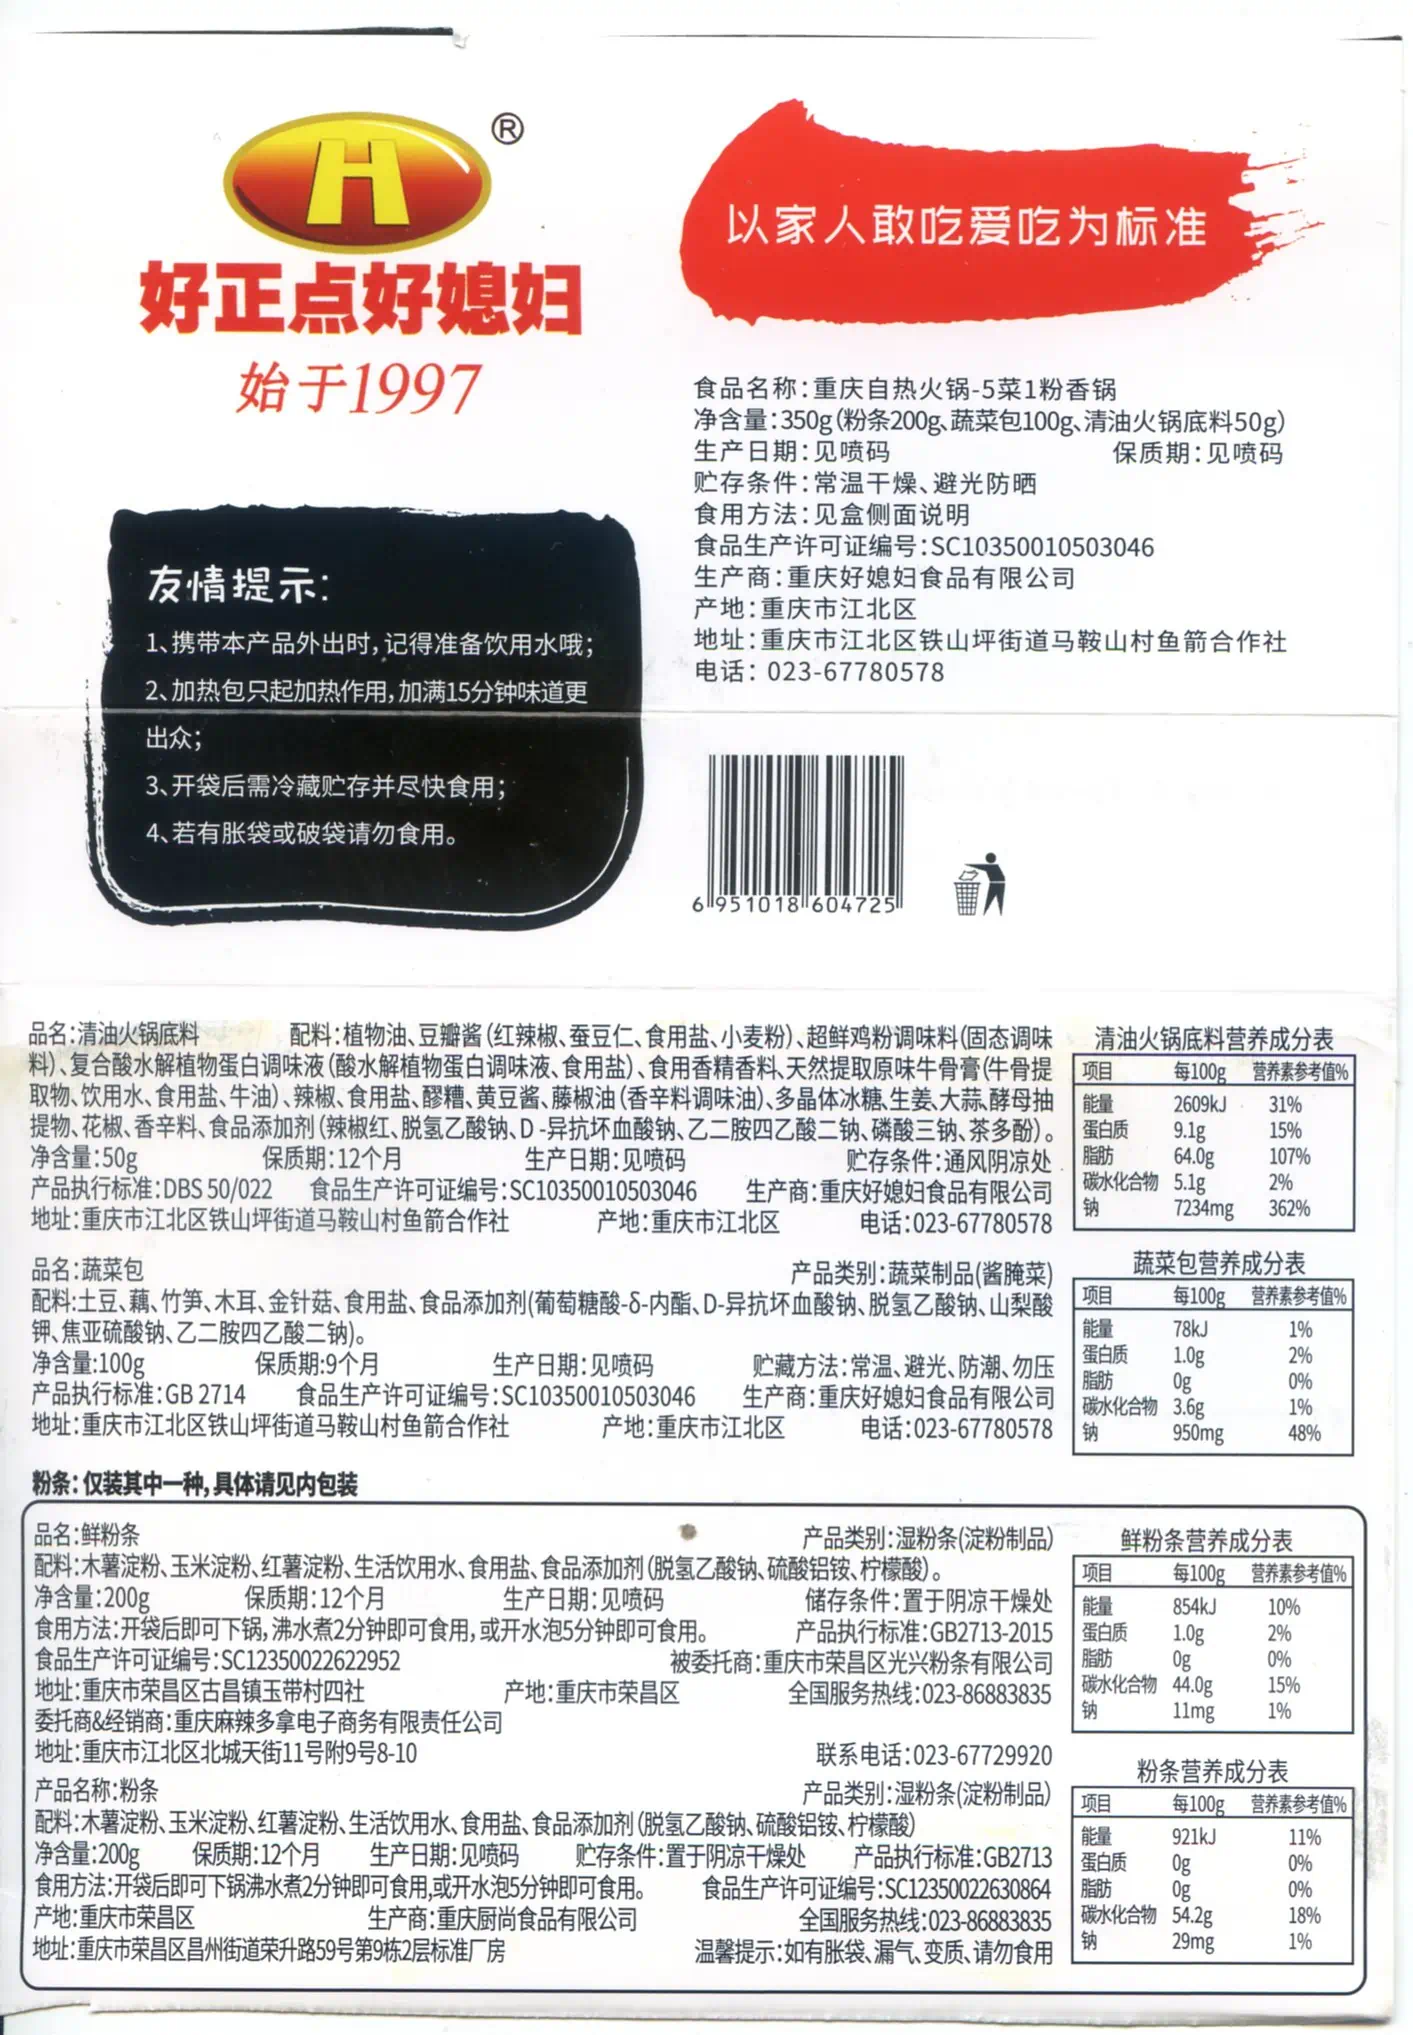 H ®
好正点好媳妇
始于1997
以家人敢吃爱吃为标准
食品名称:重庆自热火锅-5菜1粉香锅
净含量:350g(粉条200g、蔬菜包100g、清油火锅底料50g)
生产日期:见喷码 保质期:见喷码
贮存条件:常温干燥、避光防晒
食用方法:见盒侧面说明
食品生产许可证编号:SC10350010503046
生产商:重庆好媳妇食品有限公司
产地:重庆市江北区
地址:重庆市江北区铁山坪街道马鞍山村鱼箭合作社
电话: 023-67780578
友情提示:
1、携带本产品外出时,记得准备饮用水哦;
2、加热包只起加热作用,加满15分钟味道更
出众;
3、开袋后需冷藏贮存并尽快食用;
4、若有胀袋或破袋请勿食用。
6 951018 604725
品名:清油火锅底料 配料:植物油、豆瓣酱(红辣椒、蚕豆仁、食用盐、小麦粉)、超鲜鸡粉调味料(固态调味
料)、复合酸水解植物蛋白调味液(酸水解植物蛋白调味液、食用盐)、食用香精香料、天然提取原味牛骨膏(牛骨提
取物、饮用水、食用盐、牛油)、辣椒、食用盐、醪糟、黄豆酱、藤椒油(香辛料调味油)、多晶体冰糖、生姜、大蒜、酵母抽
提物、花椒、香辛料、食品添加剂(辣椒红、脱氢乙酸钠、D -异抗坏血酸钠、乙二胺四乙酸二钠、磷酸三钠、茶多酚)。
净含量:50g 保质期:12个月 生产日期:见喷码 贮存条件:通风阴凉处
产品执行标准:DBS 50/022 食品生产许可证编号:SC10350010503046 生产商:重庆好媳妇食品有限公司
地址:重庆市江北区铁山坪街道马鞍山村鱼箭合作社 产地:重庆市江北区 电话:023-67780578
清油火锅底料营养成分表
项目 每100g 营养素参考值%
能量 2609kJ 31%
蛋白质 9.1g 15%
脂肪 64.0g 107%
碳水化合物 5.1g 2%
钠 7234mg 362%
品名:蔬菜包 产品类别:蔬菜制品(酱腌菜)
配料:土豆、藕、竹笋、木耳、金针菇、食用盐、食品添加剂(葡萄糖酸-δ-内酯、D-异抗坏血酸钠、脱氢乙酸钠、山梨酸
钾、焦亚硫酸钠、乙二胺四乙酸二钠)。
净含量:100g 保质期:9个月 生产日期:见喷码 贮藏方法:常温、避光、防潮、勿压
产品执行标准:GB 2714 食品生产许可证编号:SC10350010503046 生产商:重庆好媳妇食品有限公司
地址:重庆市江北区铁山坪街道马鞍山村鱼箭合作社 产地:重庆市江北区 电话:023-67780578
蔬菜包营养成分表
项目 每100g 营养素参考值%
能量 78kJ 1%
蛋白质 1.0g 2%
脂肪 0g 0%
碳水化合物 3.6g 1%
钠 950mg 48%
粉条:仅装其中一种,具体请见内包装
品名:鲜粉条 产品类别:湿粉条(淀粉制品)
配料:木薯淀粉、玉米淀粉、红薯淀粉、生活饮用水、食用盐、食品添加剂(脱氢乙酸钠、硫酸铝铵、柠檬酸)。
净含量:200g 保质期:12个月 生产日期:见喷码 储存条件:置于阴凉干燥处
食用方法:开袋后即可下锅,沸水煮2分钟即可食用,或开水泡5分钟即可食用。 产品执行标准:GB2713-2015
食品生产许可证编号:SC12350022622952 被委托商:重庆市荣昌区光兴粉条有限公司
地址:重庆市荣昌区古昌镇玉带村四社 产地:重庆市荣昌区 全国服务热线:023-86883835
委托商&经销商:重庆麻辣多拿电子商务有限责任公司
地址:重庆市江北区北城天街11号附9号8-10 联系电话:023-67729920
鲜粉条营养成分表
项目 每100g 营养素参考值%
能量 854kJ 10%
蛋白质 1.0g 2%
脂肪 0g 0%
碳水化合物 44.0g 15%
钠 11mg 1%
产品名称:粉条 产品类别:湿粉条(淀粉制品)
配料:木薯淀粉、玉米淀粉、红薯淀粉、生活饮用水、食用盐、食品添加剂(脱氢乙酸钠、硫酸铝铵、柠檬酸)
净含量:200g 保质期:12个月 生产日期:见喷码 贮存条件:置于阴凉干燥处 产品执行标准:GB2713
食用方法:开袋后即可下锅沸水煮2分钟即可食用,或开水泡5分钟即可食用。 食品生产许可证编号:SC12350022630864
产地:重庆市荣昌区 生产商:重庆厨尚食品有限公司 全国服务热线:023-86883835
地址:重庆市荣昌区昌州街道荣升路59号第9栋2层标准厂房 温馨提示:如有胀袋、漏气、变质、请勿食用
粉条营养成分表
项目 每100g 营养素参考值%
能量 921kJ 11%
蛋白质 0g 0%
脂肪 0g 0%
碳水化合物 54.2g 18%
钠 29mg 1%